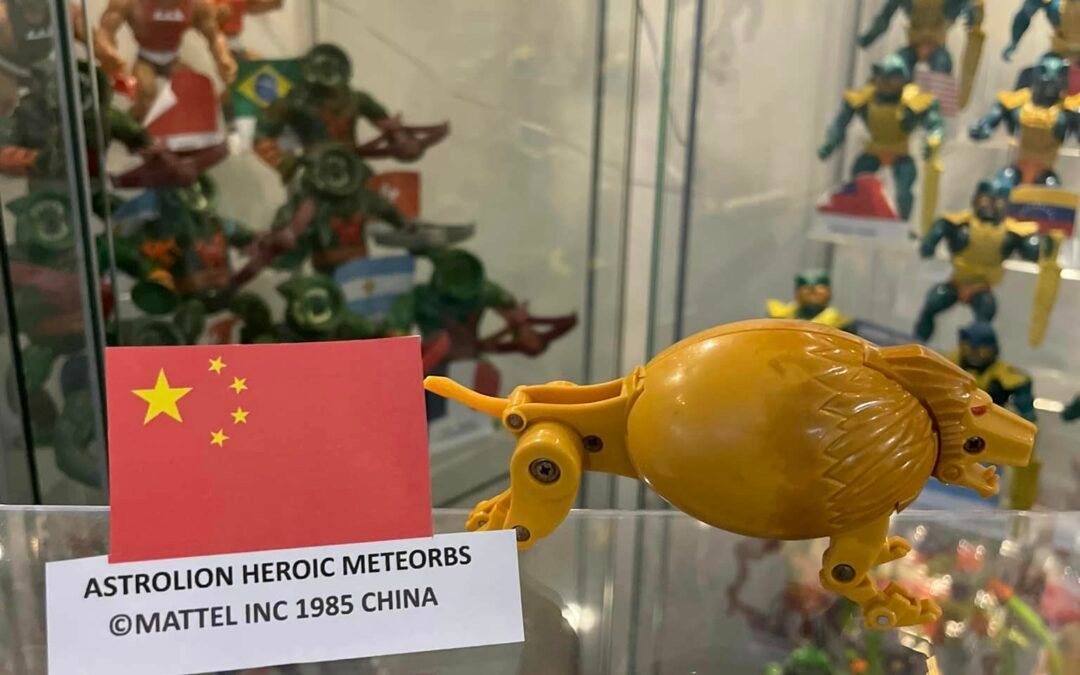 ASTROLION HEROIC METEORBS
©MATTEL INC 1985 CHINA